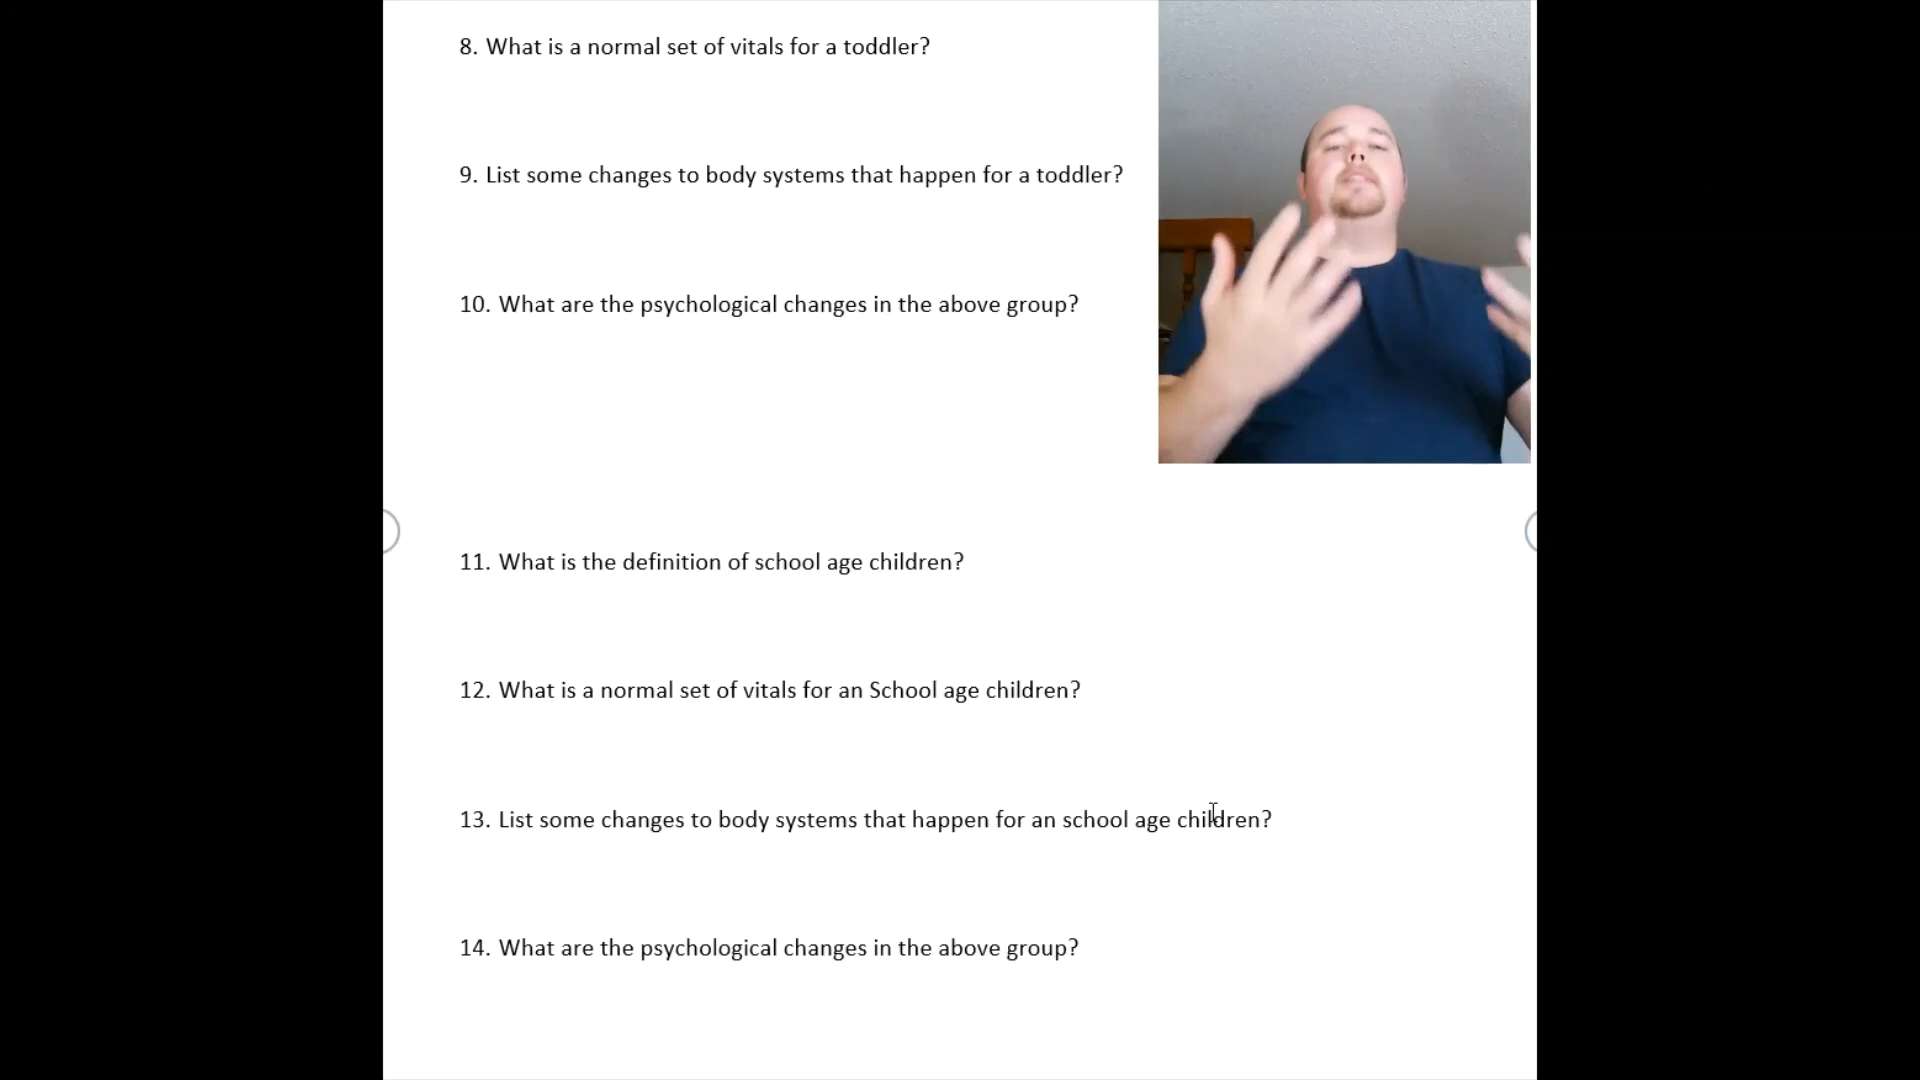 8. What is a normal set of vitals for a toddler?
9. List some changes to body systems that happen for a toddler?
10. What are the psychological changes in the above group?
11. What is the definition of school age children?
12. What is a normal set of vitals for an School age children?
13. List some changes to body systems that happen for an school age children?
14. What are the psychological changes in the above group?